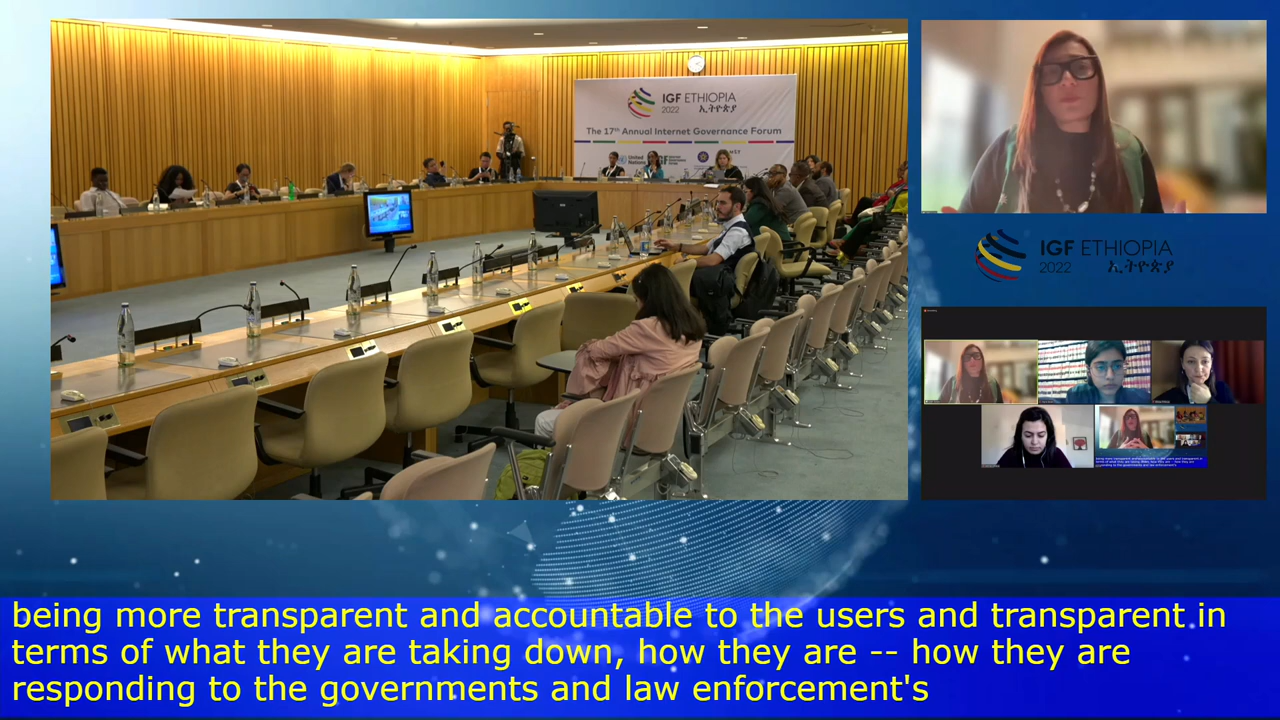 IGF ETHIOPIA
2022 ኢትዮጵያ
The 17th Annual Internet Governance Forum
United
Nations
IGF ETHIOPIA
2022 ኢትዮጵያ
being more transparent and accountable to the users and transparent in
terms of what they are taking down, how they are -- how they are
responding to the governments and law enforcement's